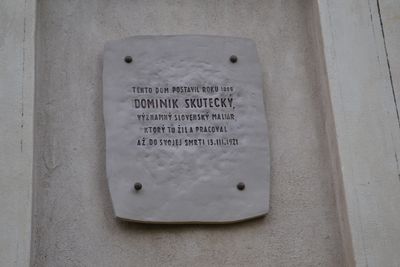 TENTO DOM POSTAVIL ROKU
DOMINIK SKUTECKÝ,
VÝZNAMNÝ SLOVENSKÝ MALIAR
KTORÝ TU ŽIL A PRACOVAL
AŽ DO SVOJEJ SMRTI 13.III.1921